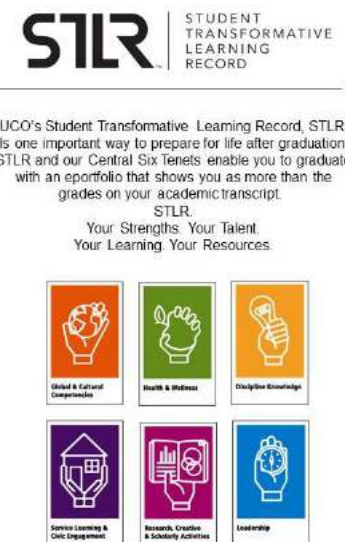 STLR
STUDENT
TRANSFORMATIVE
LEARNING
RECORD
UCO's Student Transformative Learning Record, STLR
Is one important way to prepare for life after graduation
STLR and our Central Six Tenets enable you to graduate
with an eportfolio that shows you as more than the
grades on your academic transcript.
STLR.
Your Strengths. Your Talent.
Your Learning. Your Resources.
Global & Cultural
Competencies
Health & Wellness
Discipline Knowledge
Service Learning &
Civic Engagement
Research, Creative
& Scholarly Activities
Leadership